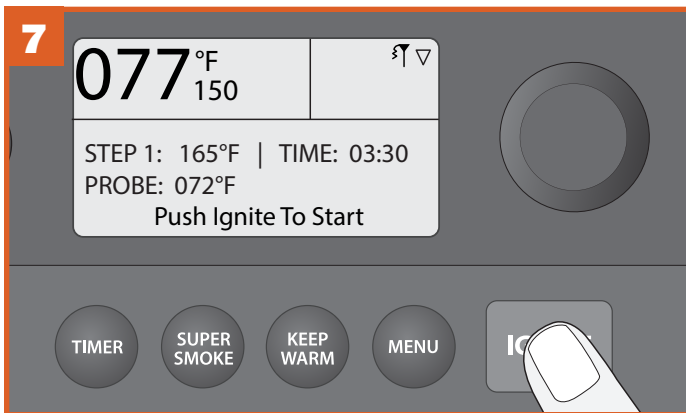 7
077°F
150
STEP 1: 165°F | TIME: 03:30
PROBE: 072°F
Push Ignite To Start
TIMER
SUPER
SMOKE
KEEP
WARM
MENU